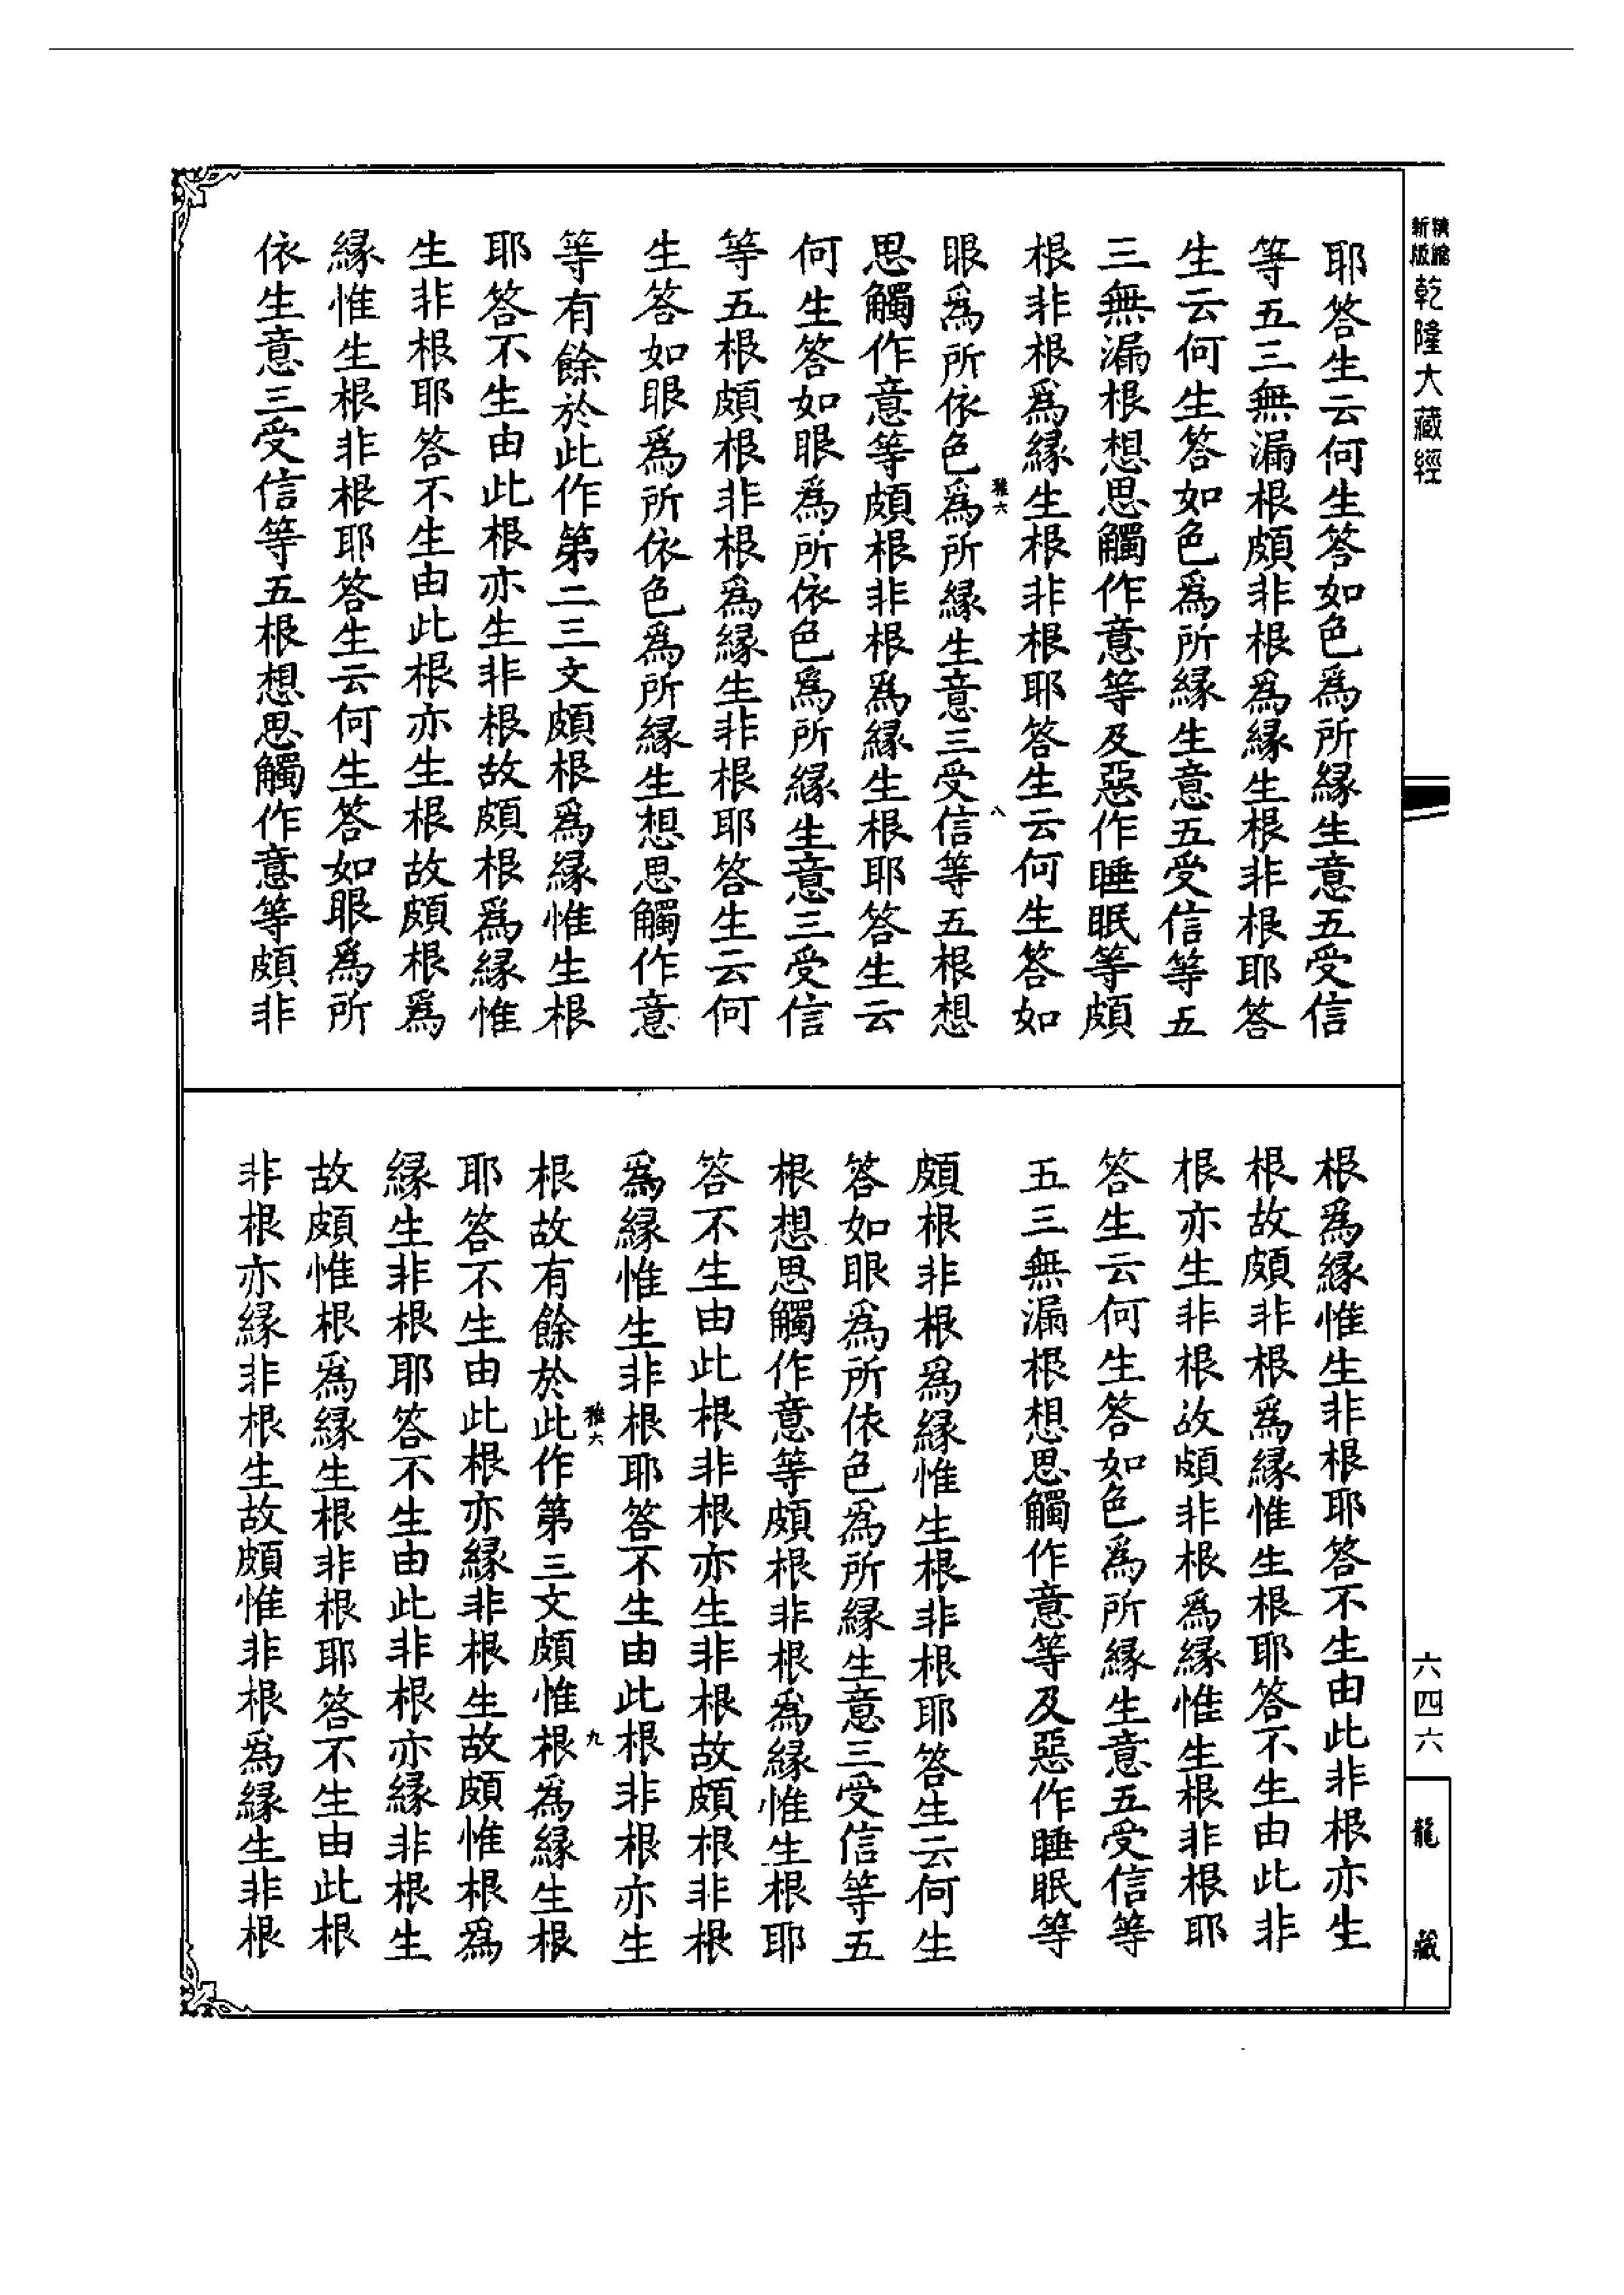 新版精縮
乾隆大藏經
耶答生云何生答如色爲所緣生意五受信
等五三無漏根頗非根爲緣生根非根耶答
生云何生答如色爲所緣生意五受信等五
三無漏根想思觸作意等及惡作睡眠等頗
根非根爲緣生根非根耶答生云何生答如
雅六
八
眼爲所依色爲所緣生意三受信等五根想
思觸作意等頗根非根爲緣生根耶答生云
何生答如眼爲所依色爲所緣生意三受信
等五根頗根非根爲緣生非根耶答生云何
生答如眼爲所依色爲所緣生想思觸作意
等有餘於此作第二三文頗根爲緣惟生根
耶答不生由此根亦生非根故頗根爲緣惟
生非根耶答不生由此根亦生根故頗根爲
緣惟生根非根耶答生云何生答如眼爲所
依生意三受信等五根想思觸作意等頗非
根爲緣惟生非根耶答不生由此非根亦生
根故頗非根爲緣惟生根耶答不生由此非
根亦生非根故頗非根爲緣惟生根非根耶
答生云何生答如色爲所緣生意五受信等
五三無漏根想思觸作意等及惡作睡眠等
頗根非根爲緣惟生根非根耶答生云何生
答如眼爲所依色爲所緣生意三受信等五
根想思觸作意等頗根非根爲緣惟生根耶
答不生由此根非根亦生非根故頗根非根
爲緣惟生非根耶答不生由此根非根亦生
雅六
九
根故有餘於此作第三文頗惟根爲緣生根
耶答不生由此根亦緣非根生故頗惟根爲
緣生非根耶答不生由此非根亦緣非根生
故頗惟根爲緣生根非根耶答不生由此根
非根亦緣非根生故頗惟非根爲緣生非根
六四六
龍藏